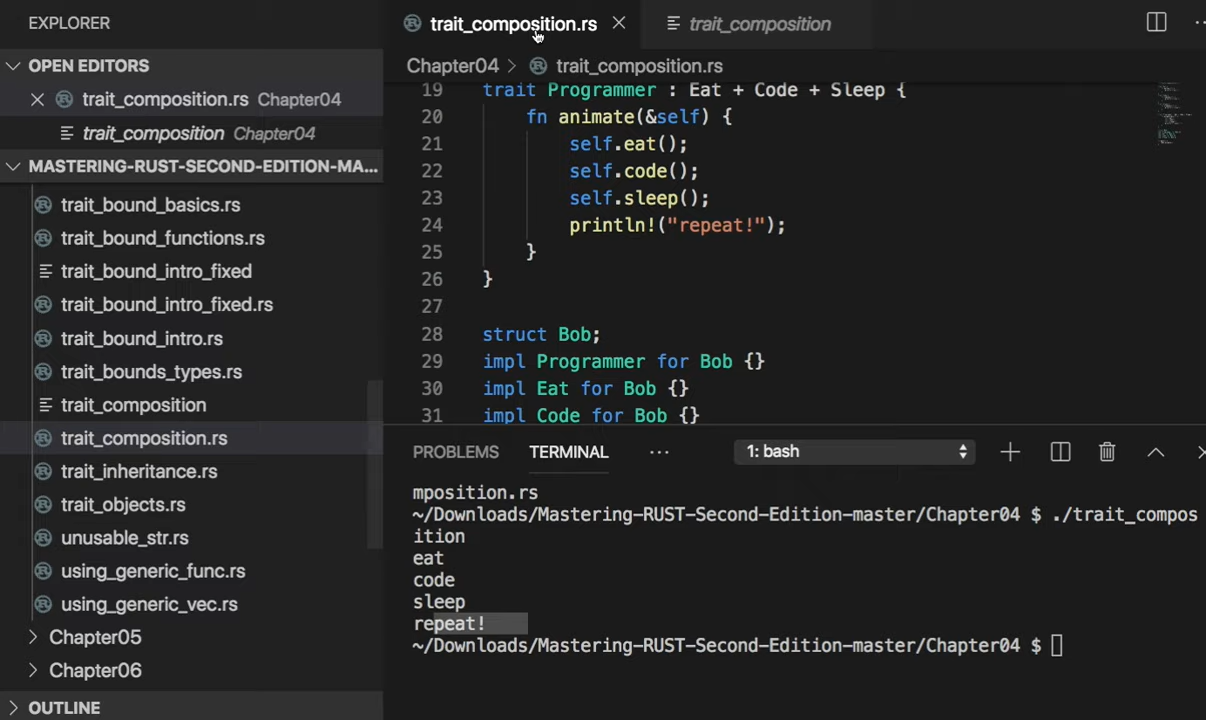 EXPLORER
OPEN EDITORS
trait_composition.rs Chapter04
trait_composition Chapter04
MASTERING-RUST-SECOND-EDITION-MA...
trait_bound_basics.rs
trait_bound_functions.rs
trait_bound_intro_fixed
trait_bound_intro_fixed.rs
trait_bound_intro.rs
trait_bounds_types.rs
trait_composition
trait_composition.rs
trait_inheritance.rs
trait_objects.rs
unusable_str.rs
using_generic_func.rs
using_generic_vec.rs
Chapter05
Chapter06
OUTLINE
trait_composition.rs
trait_composition
Chapter04 > trait_composition.rs
19 trait Programmer : Eat + Code + Sleep {
20 fn animate(&self) {
21 self.eat();
22 self.code();
23 self.sleep();
24 println!("repeat!");
25 }
26 }
27
28 struct Bob;
29 impl Programmer for Bob {}
30 impl Eat for Bob {}
31 impl Code for Bob {}
PROBLEMS TERMINAL ... 1: bash
mposition.rs
~/Downloads/Mastering-RUST-Second-Edition-master/Chapter04 $ ./trait_compos
ition
eat
code
sleep
repeat!
~/Downloads/Mastering-RUST-Second-Edition-master/Chapter04 $